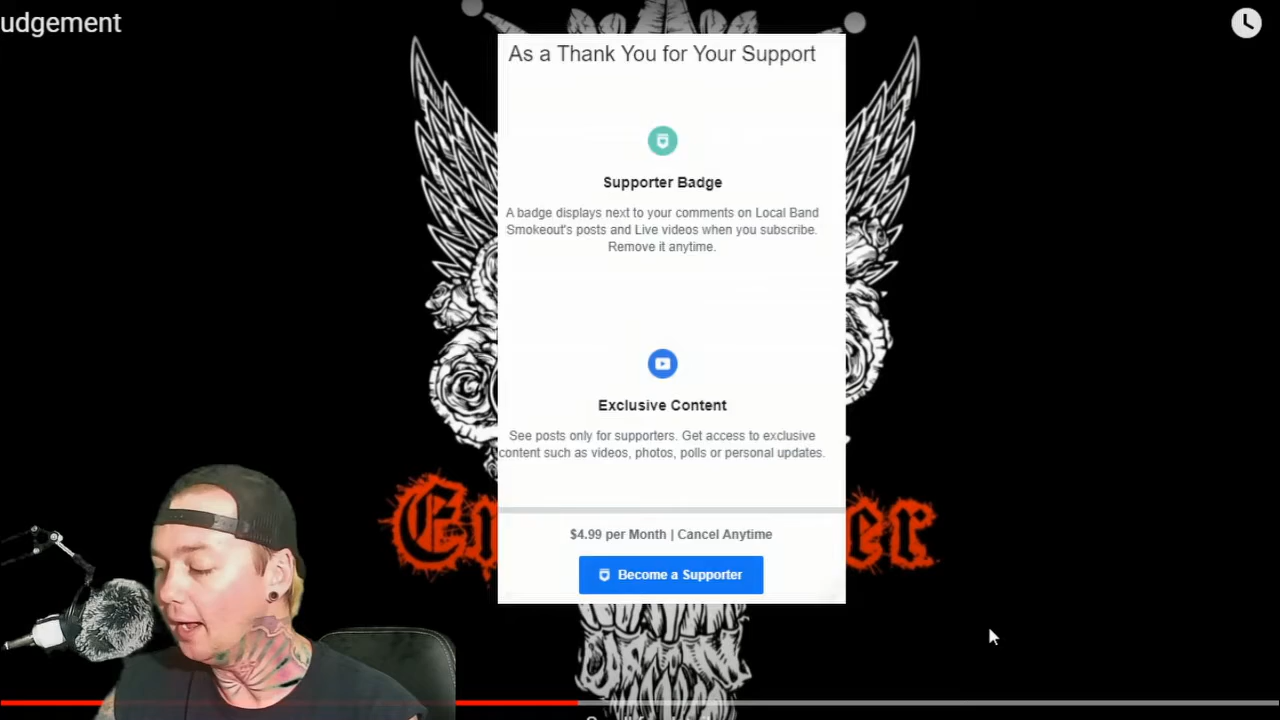 udgement
As a Thank You for Your Support
Supporter Badge
A badge displays next to your comments on Local Band
Smokeout's posts and Live videos when you subscribe.
Remove it anytime.
Exclusive Content
See posts only for supporters. Get access to exclusive
content such as videos, photos, polls or personal updates.
$4.99 per Month | Cancel Anytime
Become a Supporter